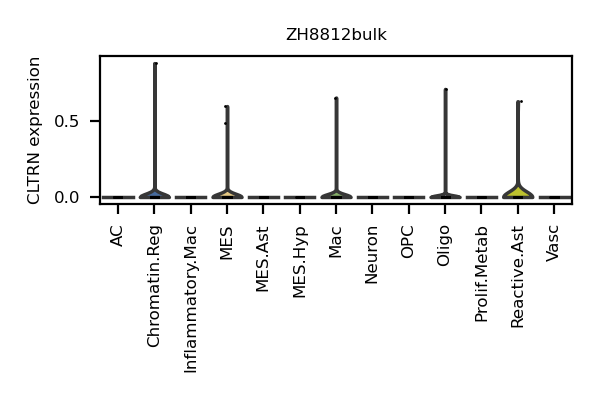 ZH8812bulk
CLTRN expression
0.5
0.0
AC
Chromatin.Reg
Inflammatory.Mac
MES
MES.Ast
MES.Hyp
Mac
Neuron
OPC
Oligo
Prolif.Metab
Reactive.Ast
Vasc